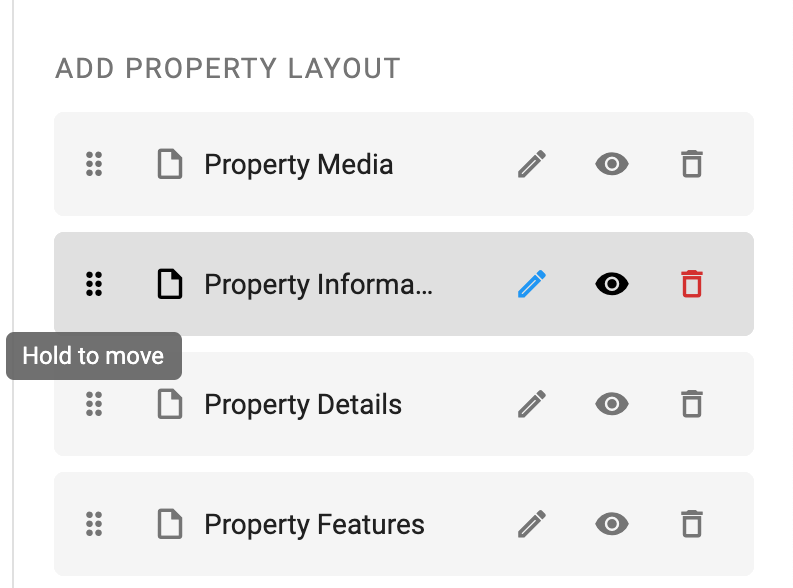 ADD PROPERTY LAYOUT
Property Media
Property Informa...
Hold to move
Property Details
Property Features